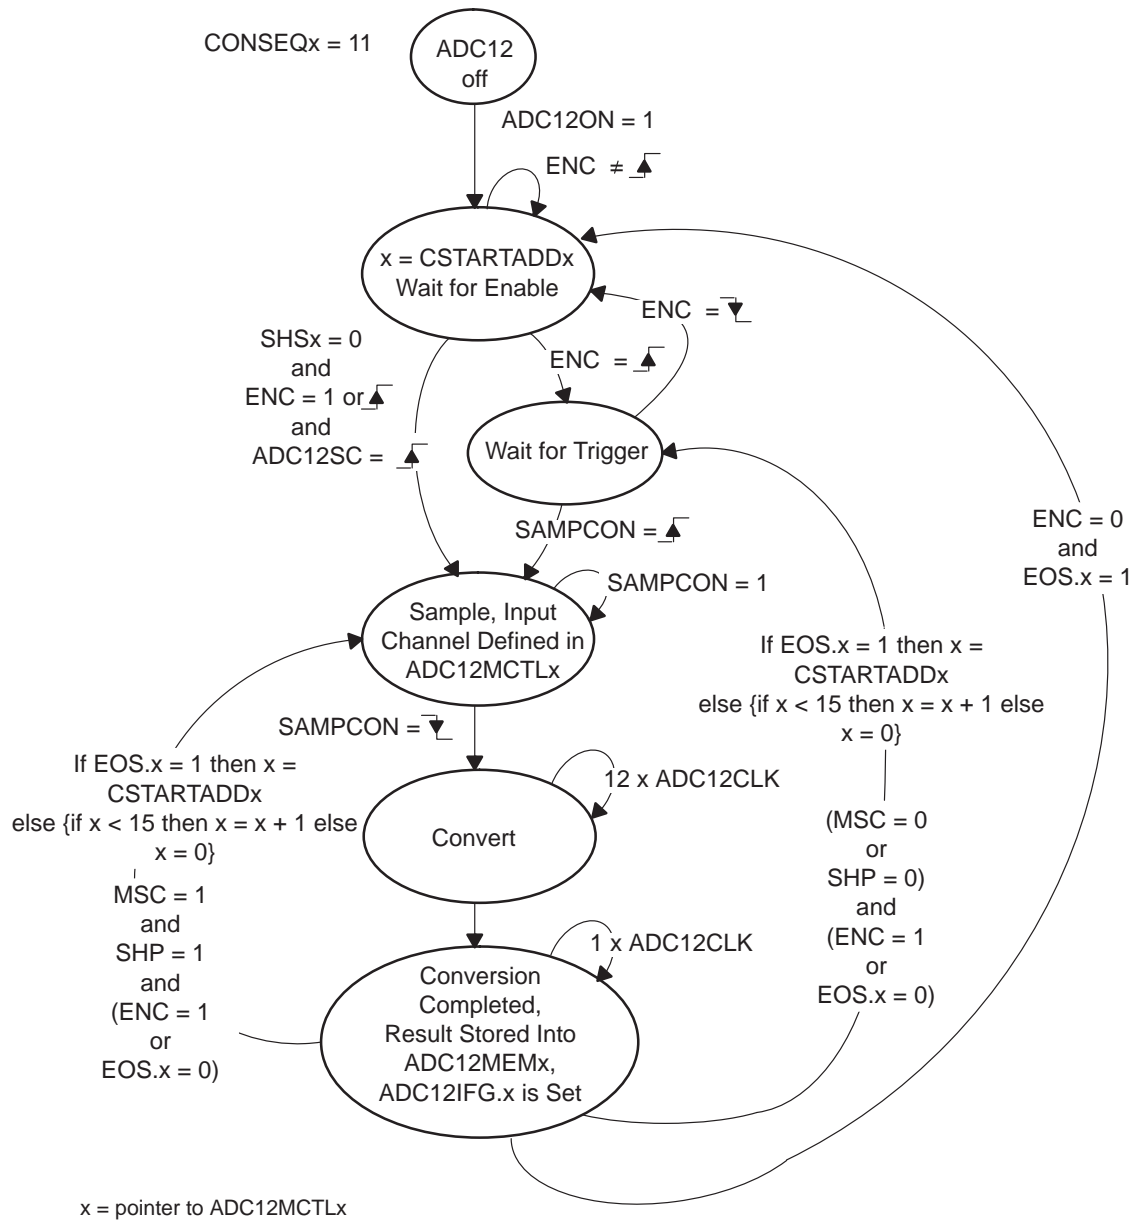 CONSEQx = 11
ADC12
off
ADC12ON = 1
ENC ≠
x = CSTARTADDx
Wait for Enable
ENC =
SHSx = 0
and
ENC = 1 or
and
ADC12SC =
ENC =
Wait for Trigger
SAMPCON =
ENC = 0
and
EOS.x = 1
SAMPCON = 1
Sample, Input
Channel Defined in
ADC12MCTLx
If EOS.x = 1 then x =
CSTARTADDx
else {if x < 15 then x = x + 1 else
x = 0}
SAMPCON =
If EOS.x = 1 then x =
CSTARTADDx
else {if x < 15 then x = x + 1 else
x = 0}
12 x ADC12CLK
Convert
(MSC = 0
or
SHP = 0)
and
(ENC = 1
or
EOS.x = 0)
MSC = 1
and
SHP = 1
and
(ENC = 1
or
EOS.x = 0)
1 x ADC12CLK
Conversion
Completed,
Result Stored Into
ADC12MEMx,
ADC12IFG.x is Set
x = pointer to ADC12MCTLx